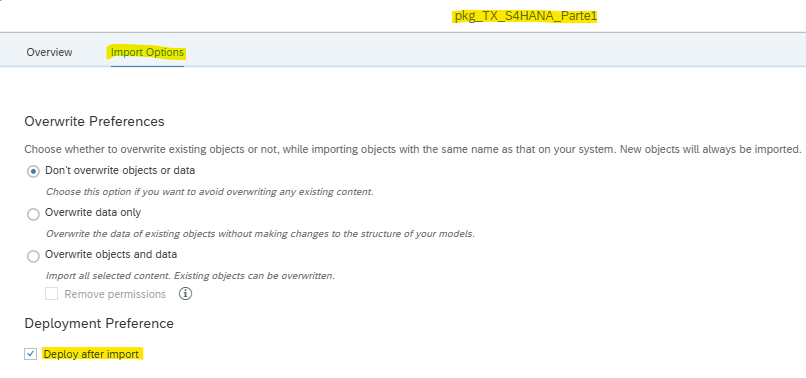 pkg_TX_S4HANA_Parte1
Overview
Import Options
Overwrite Preferences
Choose whether to overwrite existing objects or not, while importing objects with the same name as that on your system. New objects will always be imported.
Don't overwrite objects or data
Choose this option if you want to avoid overwriting any existing content.
Overwrite data only
Overwrite the data of existing objects without making changes to the structure of your models.
Overwrite objects and data
Import all selected content. Existing objects can be overwritten.
Remove permissions
Deployment Preference
Deploy after import